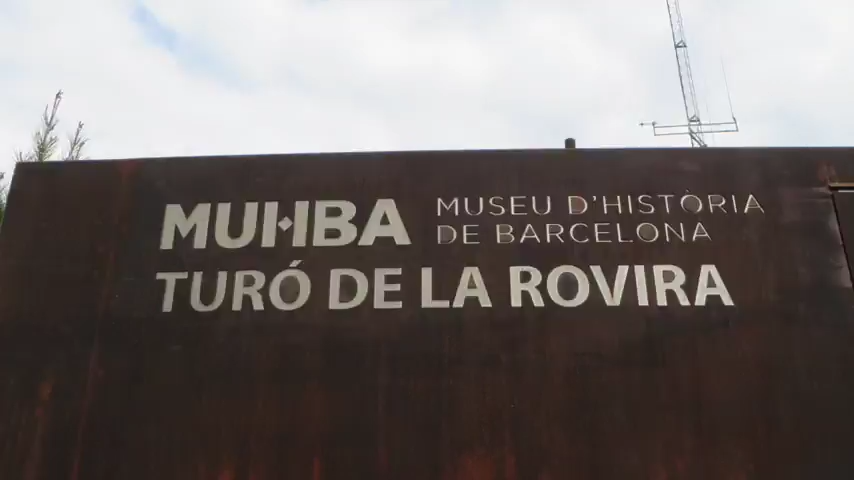 MUHBA MUSEU D'HISTÒRIA
DE BARCELONA
TURÓ DE LA ROVIRA